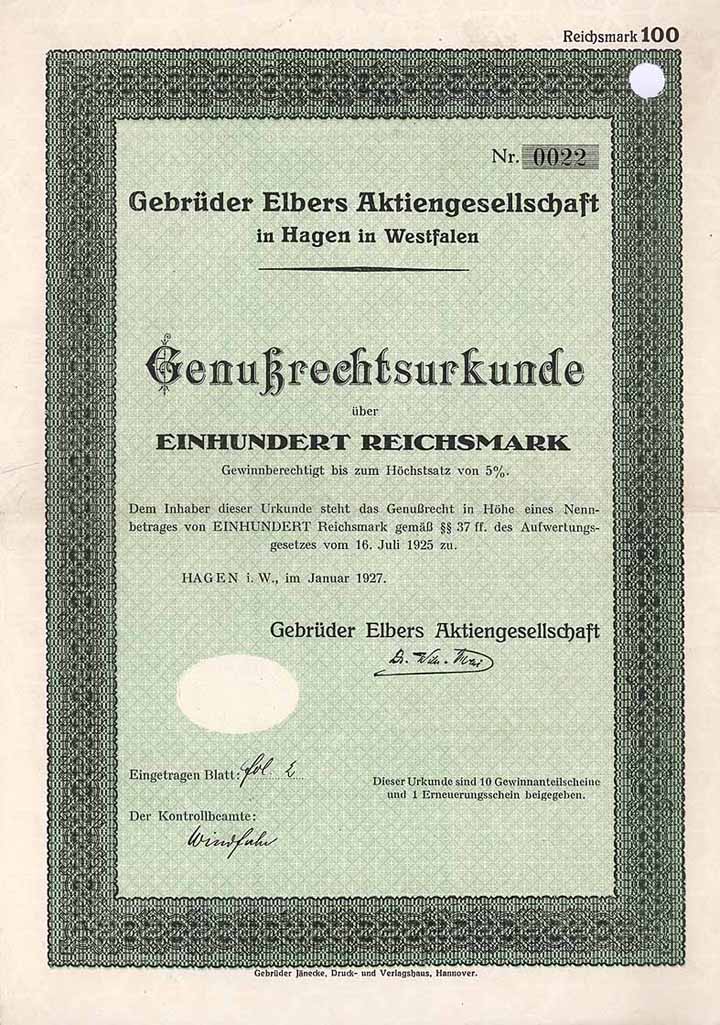 Reichsmark 100
Nr. 0022
Gebrüder Elbers Aktiengesellschaft
in Hagen in Westfalen
Genußrechtsurkunde
über
EINHUNDERT REICHSMARK
Gewinnberechtigt bis zum Höchstsatz von 5%.
Dem Inhaber dieser Urkunde steht das Genußrecht in Höhe eines Nenn-
betrages von EINHUNDERT Reichsmark gemäß §§ 37 ff. des Aufwertungs-
gesetzes vom 16. Juli 1925 zu.
HAGEN i. W., im Januar 1927.
Gebrüder Elbers Aktiengesellschaft
Eingetragen Blatt: fol. 2
Dieser Urkunde sind 10 Gewinnanteilscheine
und 1 Erneuerungsschein beigegeben.
Der Kontrollbeamte:
Gebrüder Jänecke, Druck- und Verlagshaus, Hannover.